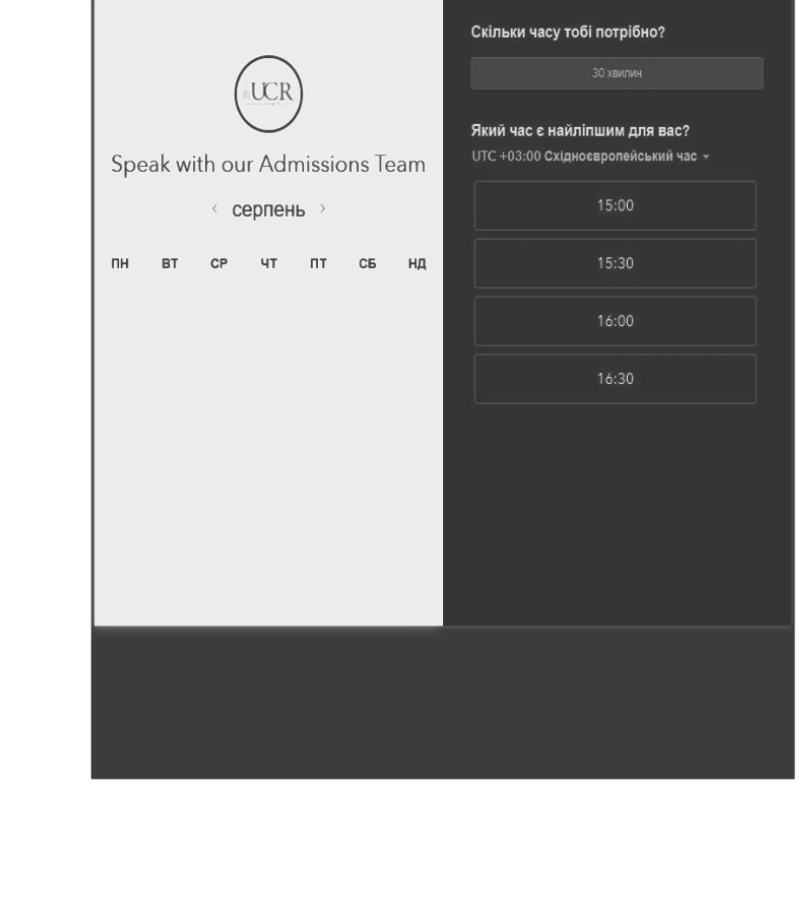 UCR
Speak with our Admissions Team
‹ серпень ›
ПН ВТ СР ЧТ ПТ СБ НД
Скільки часу тобі потрібно?
30 хвилин
Який час є найліпшим для вас?
UTC +03:00 Східноєвропейський час
15:00
15:30
16:00
16:30